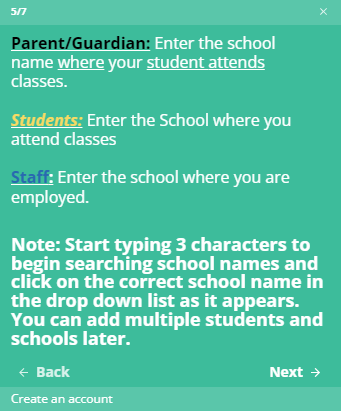 5/7 ×
Parent/Guardian: Enter the school
name where your student attends
classes.
Students: Enter the School where you
attend classes
Staff: Enter the school where you are
employed.
Note: Start typing 3 characters to
begin searching school names and
click on the correct school name in
the drop down list as it appears.
You can add multiple students and
schools later.
← Back Next →
Create an account